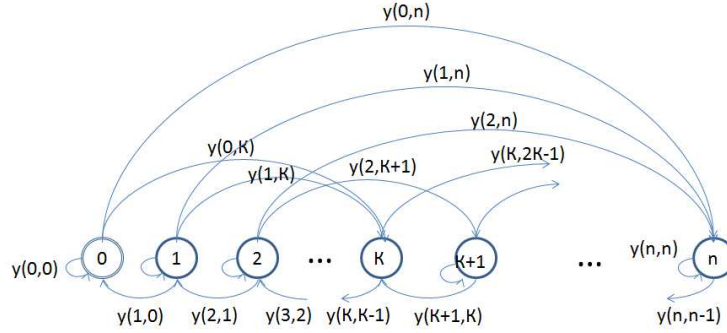 y(0,n)
y(1,n)
y(2,n)
y(0,K)
y(1,K)
y(2,K+1)
y(K,2K-1)
y(0,0)
0
1
2
...
K
K+1
...
y(n,n)
n
y(1,0)
y(2,1)
y(3,2)
y(K,K-1)
y(K+1,K)
y(n,n-1)